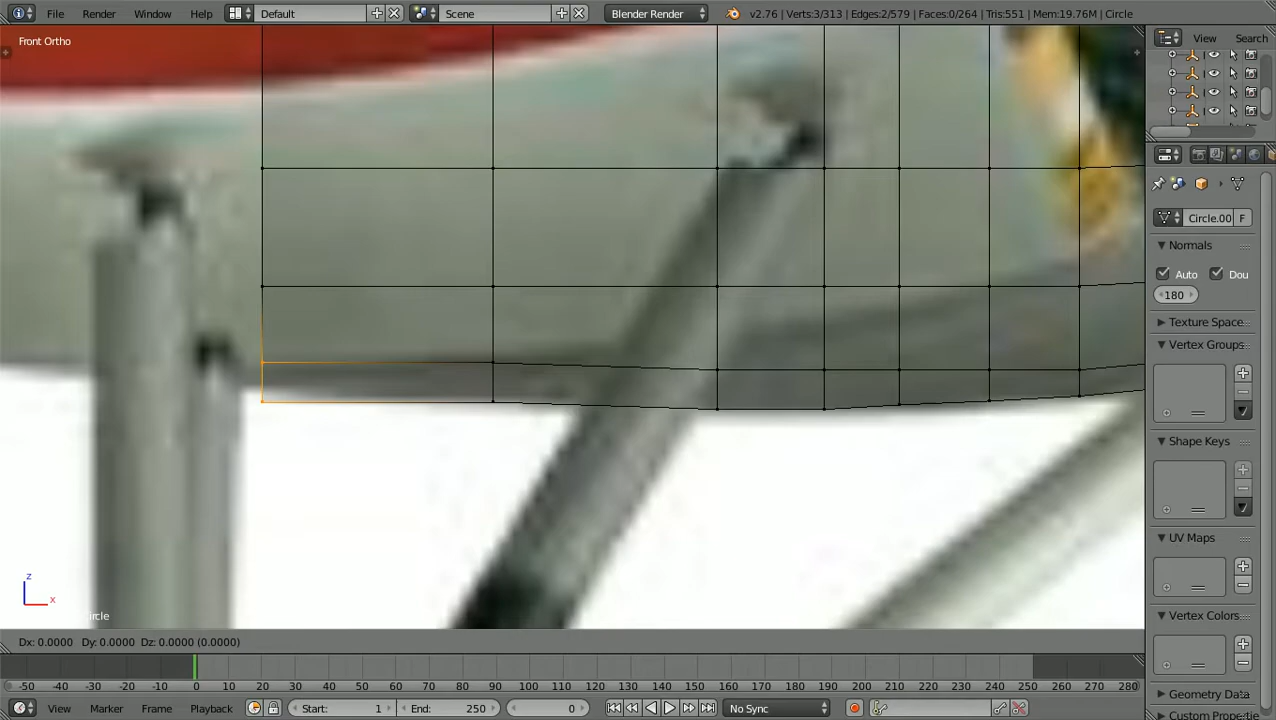 File Render Window Help Default Scene Blender Render v2.76 | Verts:3/313 | Edges:2/579 | Faces:0/264 | Tris:551 | Mem:19.76M | Circle
Front Ortho
View Search
Circle.00 F
Normals
Auto Dou
180
Texture Space
Vertex Groups
Shape Keys
UV Maps
Vertex Colors
Geometry Data
Custom Propertie
z
x
ircle
Dx: 0.0000 Dy: 0.0000 Dz: 0.0000 (0.0000)
-50 -40 -30 -20 -10 0 10 20 30 40 50 60 70 80 90 100 110 120 130 140 150 160 170 180 190 200 210 220 230 240 250 260 270 280
View Marker Frame Playback Start: 1 End: 250 0 No Sync